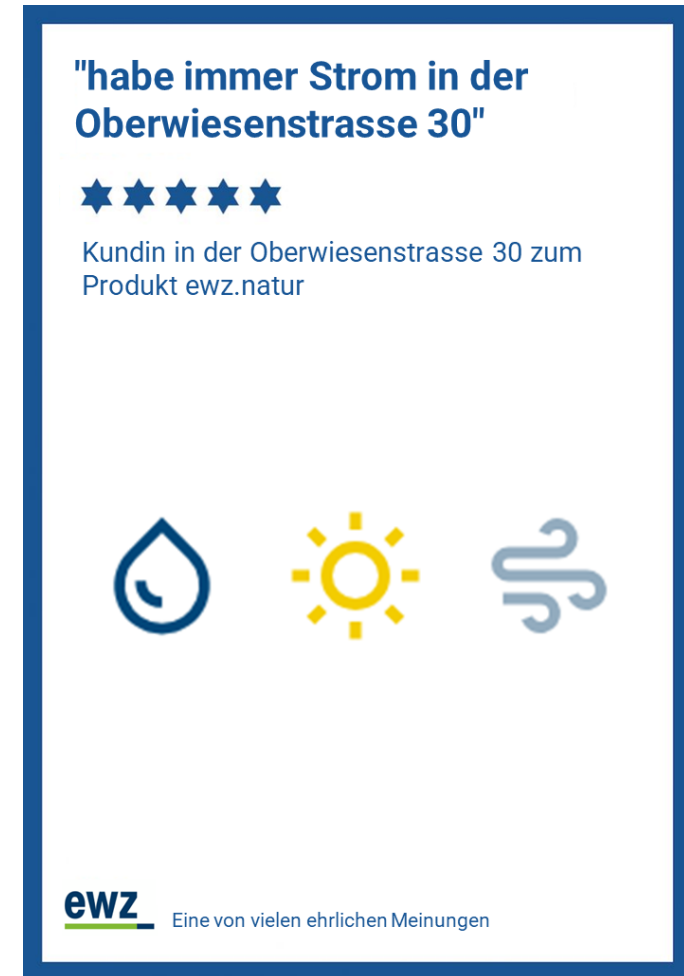 "habe immer Strom in der
Oberwiesenstrasse 30"
Kundin in der Oberwiesenstrasse 30 zum
Produkt ewz.natur
ewz
Eine von vielen ehrlichen Meinungen